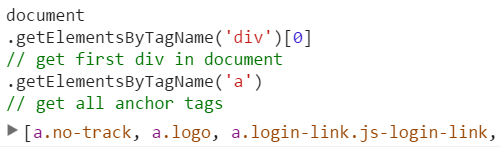 document
.getElementsByTagName('div')[0]
// get first div in document
.getElementsByTagName('a')
// get all anchor tags
[a.no-track, a.logo, a.login-link.js-login-link,